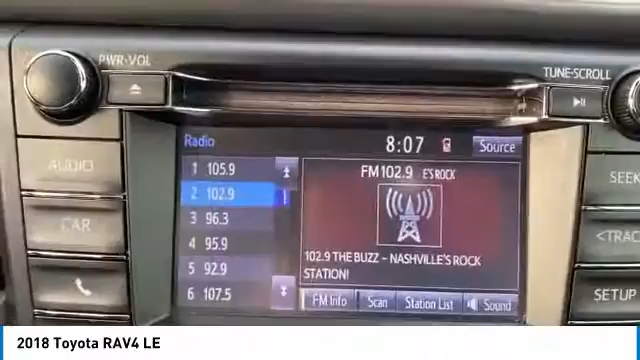 PWR·VOL
TUNE·SCROLL
Radio
8:07
Source
1 105.9
2 102.9
3 96.3
4 95.9
5 92.9
6 107.5
FM102.9 E'S ROCK
102.9 THE BUZZ - NASHVILLE'S ROCK
STATION!
FM Info
Scan
Station List
Sound
AUDIO
CAR
SEEK
<TRAC
SETUP
2018 Toyota RAV4 LE